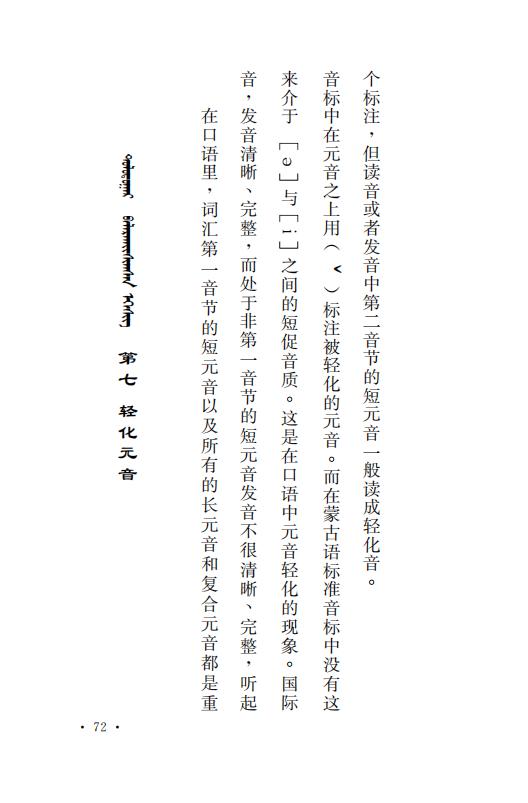 第七 轻化元音
在口语里，词汇第一音节的短元音以及所有的长元音和复合元音都是重
音，发音清晰、完整，而处于非第一音节的短元音发音不很清晰、完整，听起
来介于［e］与［i］之间的短促音质。这是在口语中元音轻化的现象。国际
音标中在元音之上用（<）标注被轻化的元音。而在蒙古语标准音标中没有这
个标注，但读音或者发音中第二音节的短元音一般读成轻化音。
· 72 ·